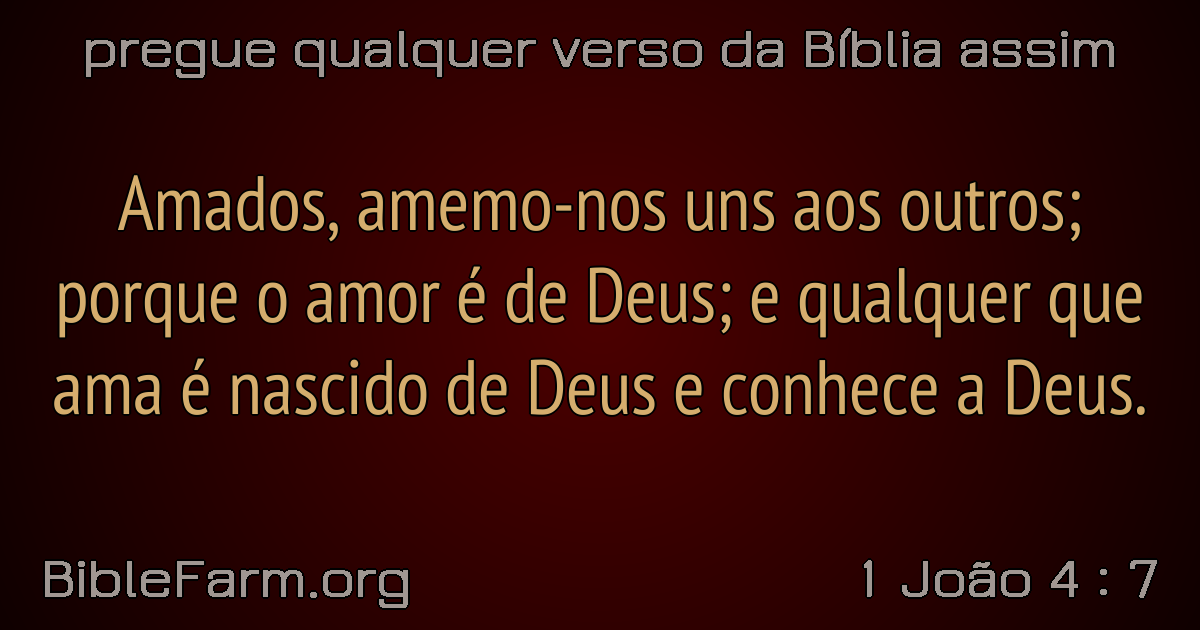 pregue qualquer verso da Bíblia assim
Amados, amemo-nos uns aos outros;
porque o amor é de Deus; e qualquer que
ama é nascido de Deus e conhece a Deus.
BibleFarm.org
1 João 4 : 7